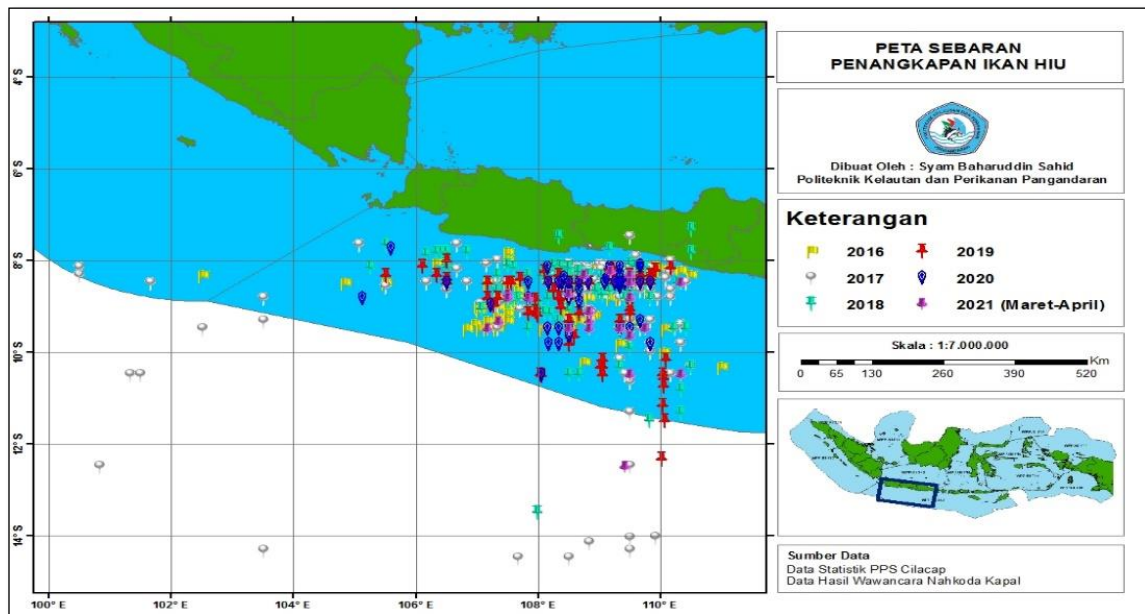 4°S
6°S
8°S
10°S
12°S
14°S
100° E
102° E
104° E
106° E
108° E
110° E
PETA SEBARAN
PENANGKAPAN IKAN HIU
Dibuat Oleh : Syam Baharuddin Sahid
Politeknik Kelautan dan Perikanan Pangandaran
Keterangan
2016 2019
2017 2020
2018 2021 (Maret-April)
Skala : 1:7.000.000
Km
0 65 130 260 390 520
Sumber Data
Data Statistik PPS Cilacap
Data Hasil Wawancara Nahkoda Kapal